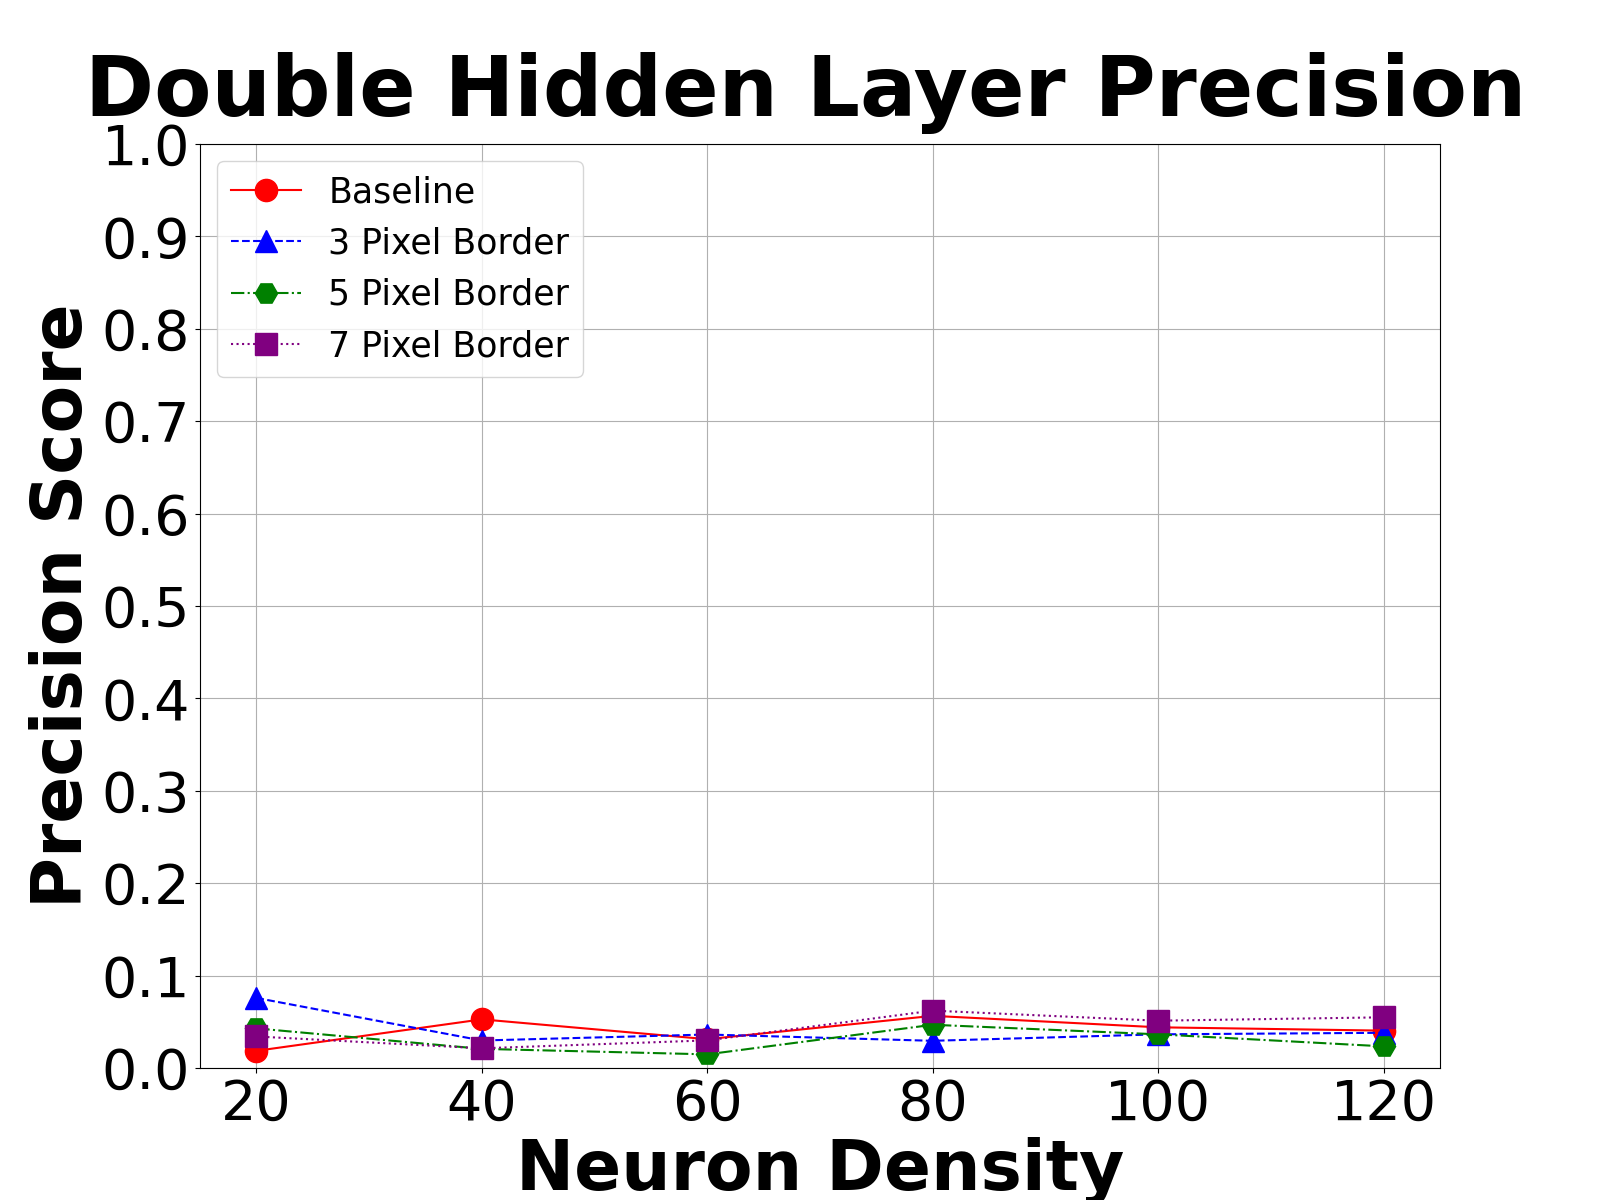 Double Hidden Layer Precision
1.0
0.9
0.8
0.7
0.6
0.5
0.4
0.3
0.2
0.1
0.0
Precision Score
Baseline
3 Pixel Border
5 Pixel Border
7 Pixel Border
20 40 60 80 100 120
Neuron Density